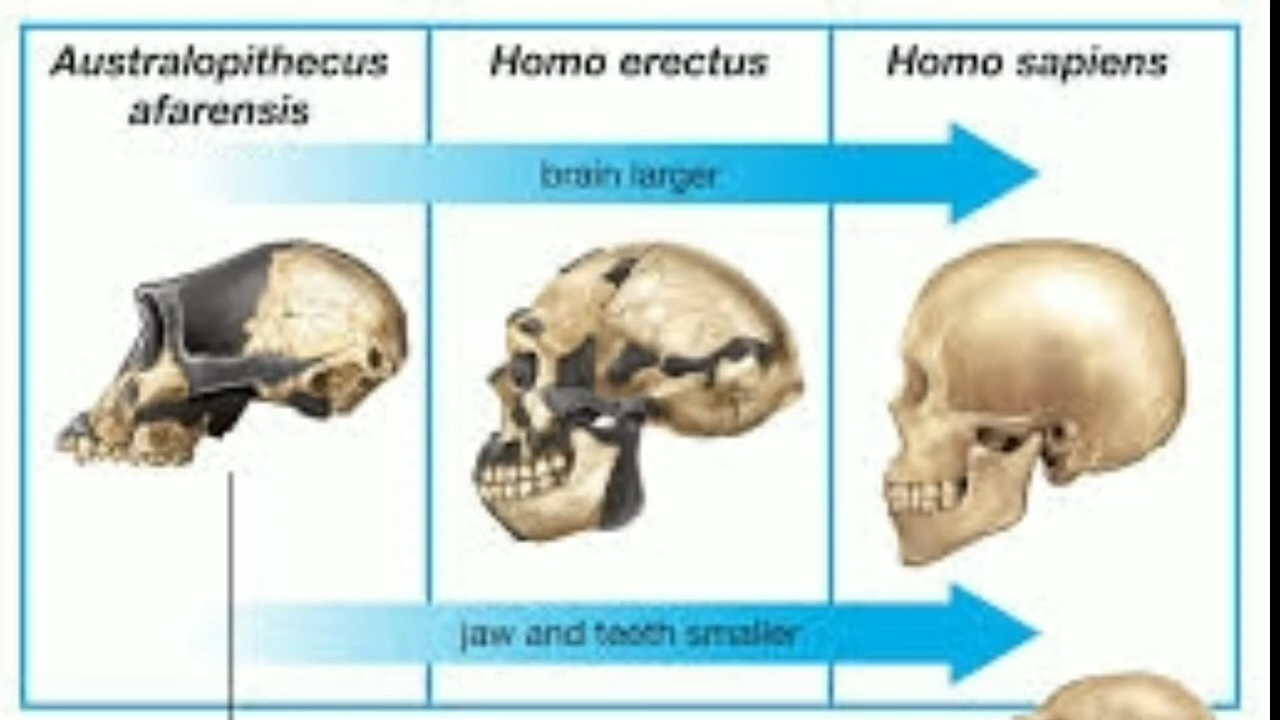 Australopithecus
afarensis
Homo erectus
Homo sapiens
brain larger
jaw and teeth smaller